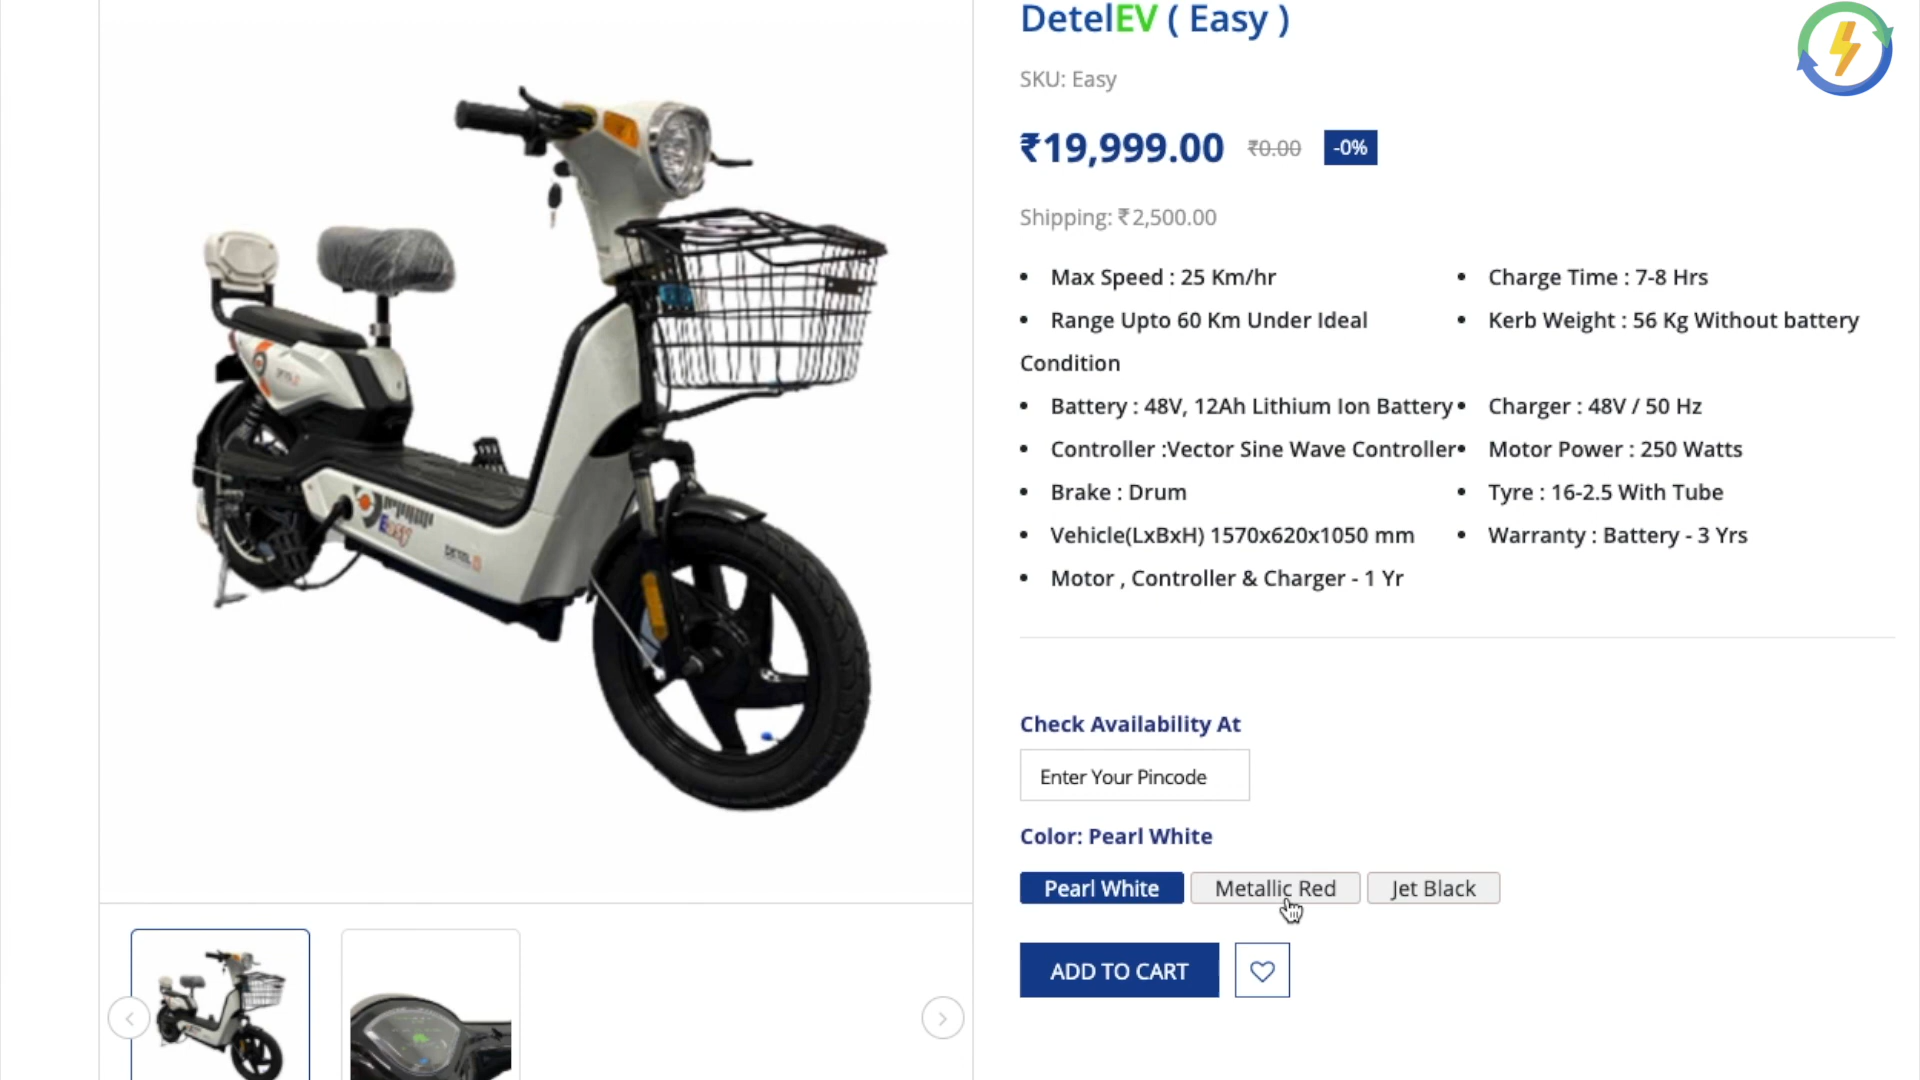 DetelEV ( Easy )
SKU: Easy
₹19,999.00 ₹0.00 -0%
Shipping: ₹2,500.00
Max Speed : 25 Km/hr
Charge Time : 7-8 Hrs
Range Upto 60 Km Under Ideal
Condition
Kerb Weight : 56 Kg Without battery
Battery : 48V, 12Ah Lithium Ion Battery
Charger : 48V / 50 Hz
Controller :Vector Sine Wave Controller
Motor Power : 250 Watts
Brake : Drum
Tyre : 16-2.5 With Tube
Vehicle(LxBxH) 1570x620x1050 mm
Warranty : Battery - 3 Yrs
Motor , Controller & Charger - 1 Yr
Check Availability At
Enter Your Pincode
Color: Pearl White
Pearl White Metallic Red Jet Black
ADD TO CART
Easy
DETEL